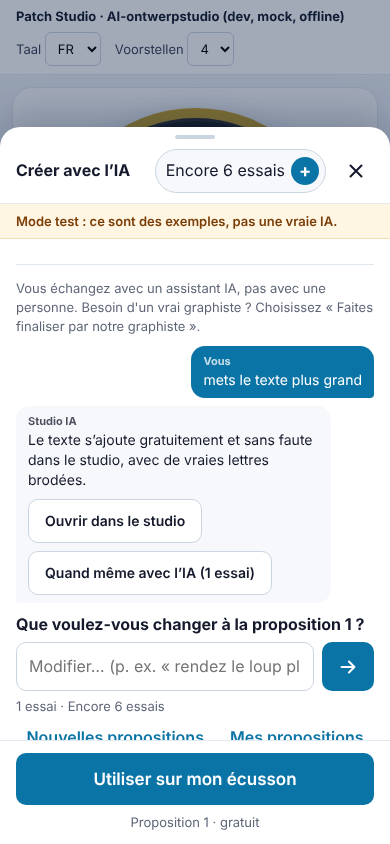 Patch Studio · AI-ontwerpstudio (dev, mock, offline)
Taal FR Voorstellen 4
Créer avec l’IA Encore 6 essais +
Mode test : ce sont des exemples, pas une vraie IA.
Vous échangez avec un assistant IA, pas avec une
personne. Besoin d'un vrai graphiste ? Choisissez « Faites
finaliser par notre graphiste ».
Vous
mets le texte plus grand
Studio IA
Le texte s’ajoute gratuitement et sans faute
dans le studio, avec de vraies lettres
brodées.
Ouvrir dans le studio
Quand même avec l’IA (1 essai)
Que voulez-vous changer à la proposition 1 ?
Modifier... (p. ex. « rendez le loup pl
1 essai · Encore 6 essais
Nouvelles propositions Mes propositions
Utiliser sur mon écusson
Proposition 1 · gratuit